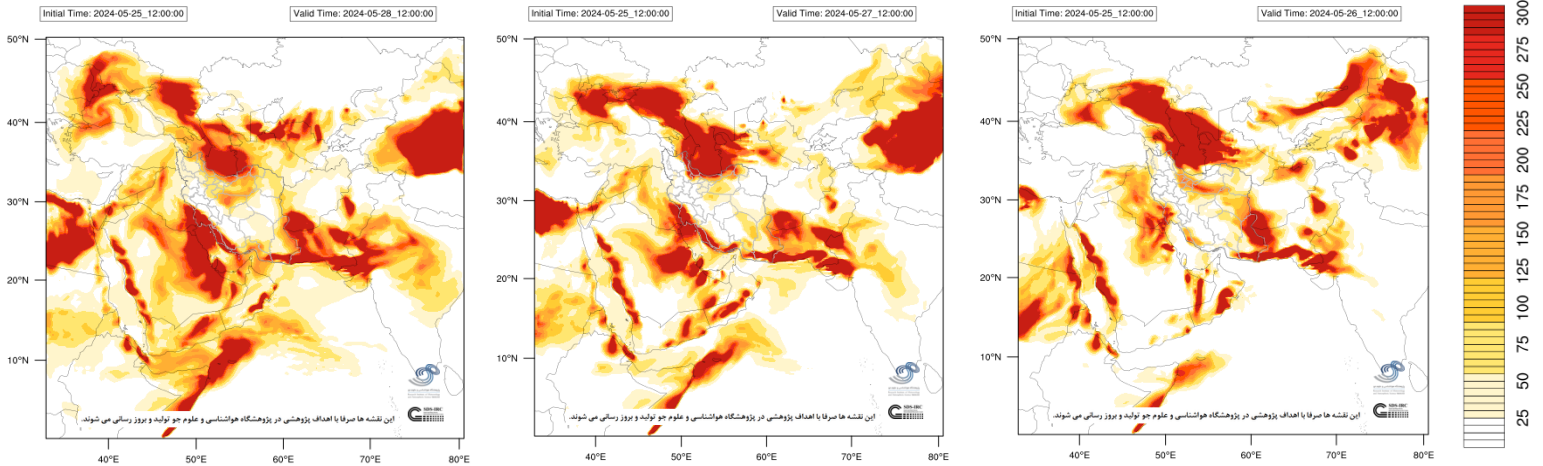 Initial Time: 2024-05-25_12:00:00
Valid Time: 2024-05-28_12:00:00
50°N
40°N
30°N
20°N
10°N
40°E
50°E
60°E
70°E
80°E
این نقشه ها صرفا با اهداف پژوهشی در پژوهشگاه هواشناسی و علوم جو تولید و بروز رسانی می شوند.
SDS-IRC
Initial Time: 2024-05-25_12:00:00
Valid Time: 2024-05-27_12:00:00
50°N
40°N
30°N
20°N
10°N
40°E
50°E
60°E
70°E
80°E
این نقشه ها صرفا با اهداف پژوهشی در پژوهشگاه هواشناسی و علوم جو تولید و بروز رسانی می شوند.
SDS-IRC
Initial Time: 2024-05-25_12:00:00
Valid Time: 2024-05-26_12:00:00
50°N
40°N
30°N
20°N
10°N
40°E
50°E
60°E
70°E
80°E
این نقشه ها صرفا با اهداف پژوهشی در پژوهشگاه هواشناسی و علوم جو تولید و بروز رسانی می شوند.
SDS-IRC
300
275
250
225
200
175
150
125
100
75
50
25